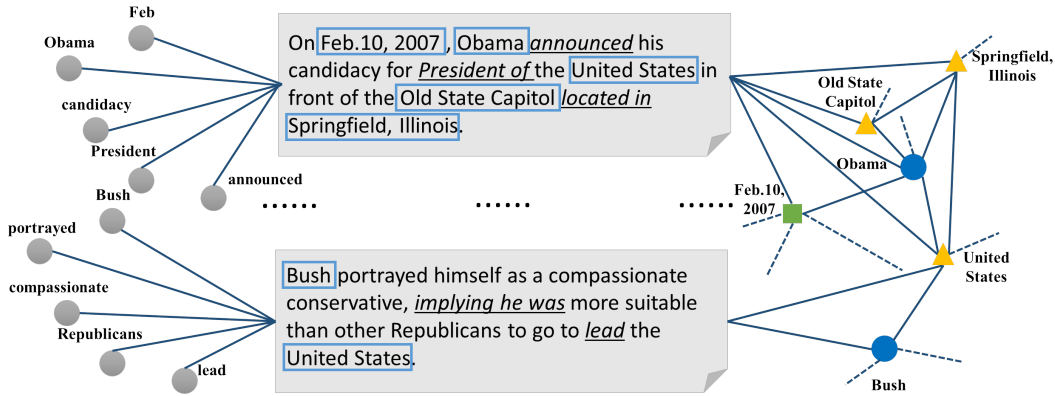 Feb
Obama
candidacy
President
announced
Bush
portrayed
compassionate
Republicans
lead
On Feb.10, 2007, Obama announced his
candidacy for President of the United States in
front of the Old State Capitol located in
Springfield, Illinois.
...... ...... ......
Bush portrayed himself as a compassionate
conservative, implying he was more suitable
than other Republicans to go to lead the
United States.
Springfield,
Illinois
Old State
Capitol
Obama
Feb.10,
2007
United
States
Bush